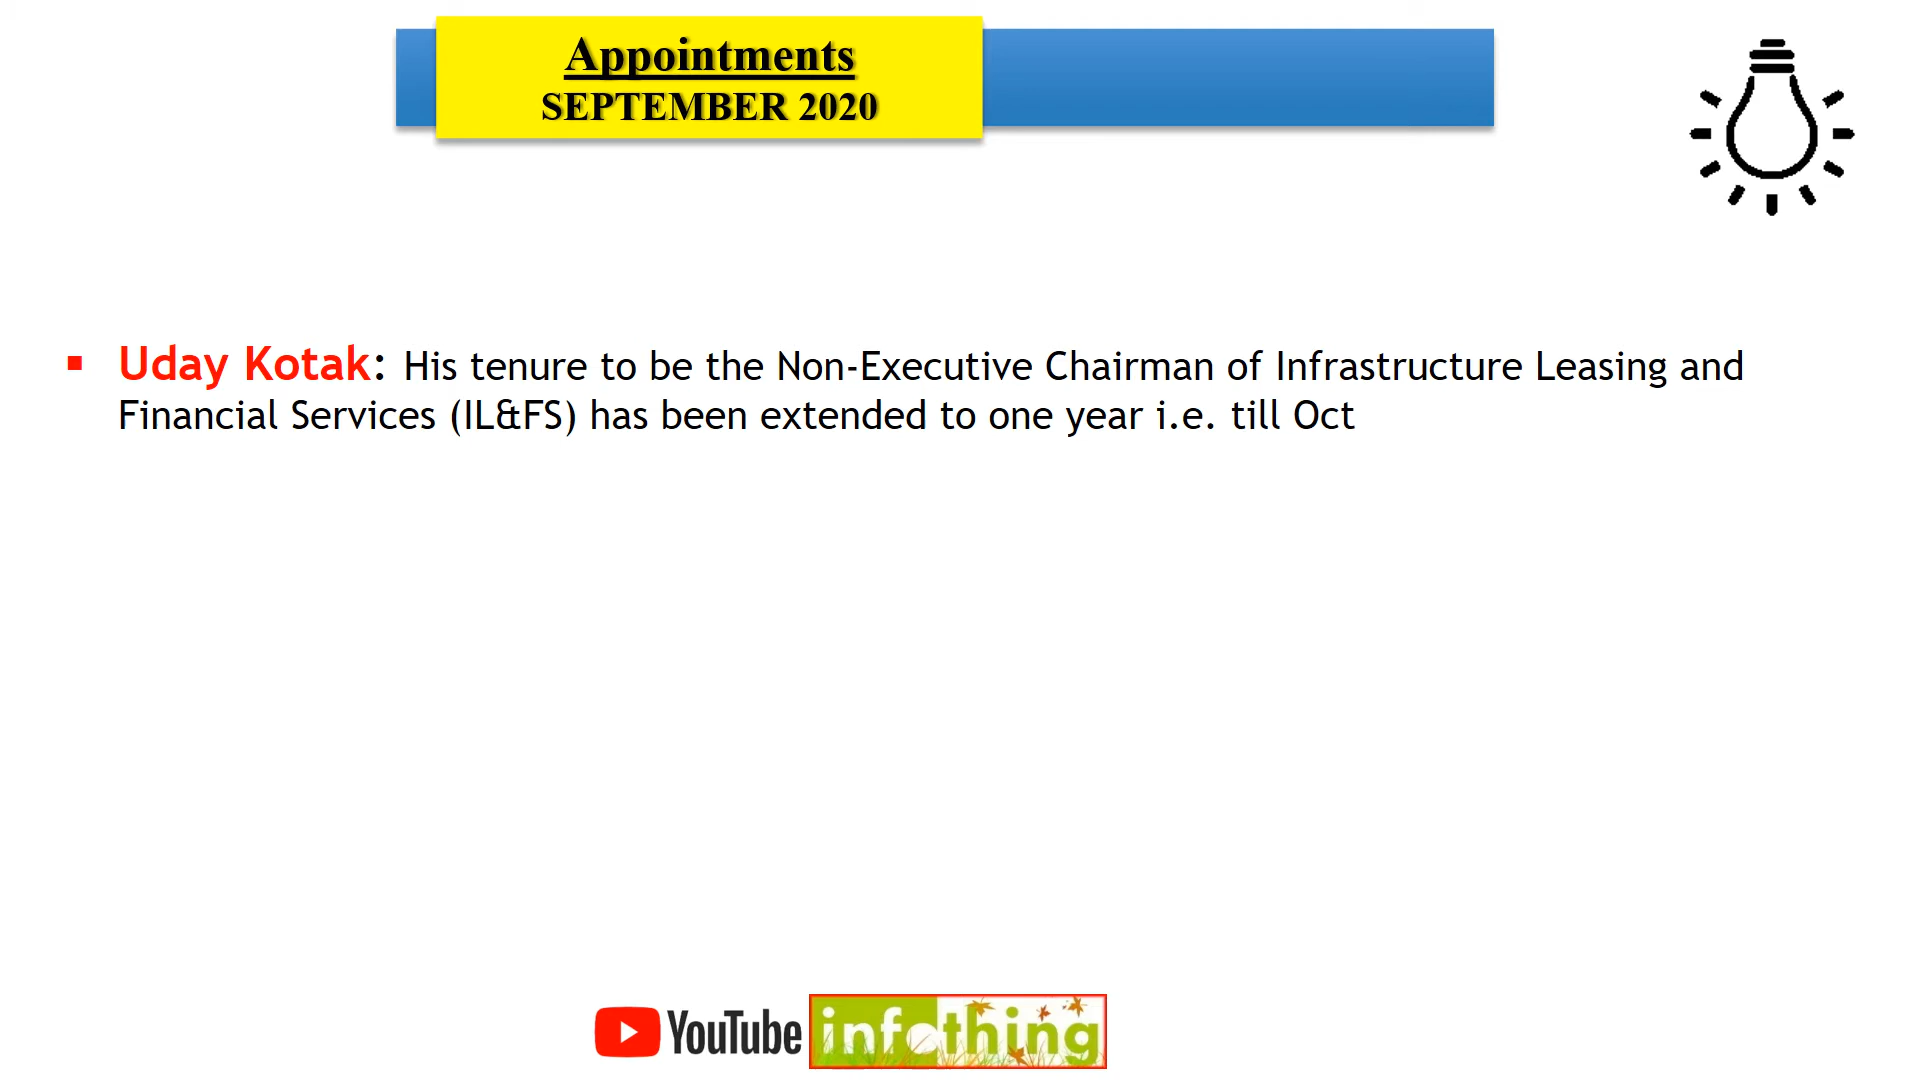 Appointments
SEPTEMBER 2020
▪ Uday Kotak: His tenure to be the Non-Executive Chairman of Infrastructure Leasing and
Financial Services (IL&FS) has been extended to one year i.e. till Oct
YouTube infothing